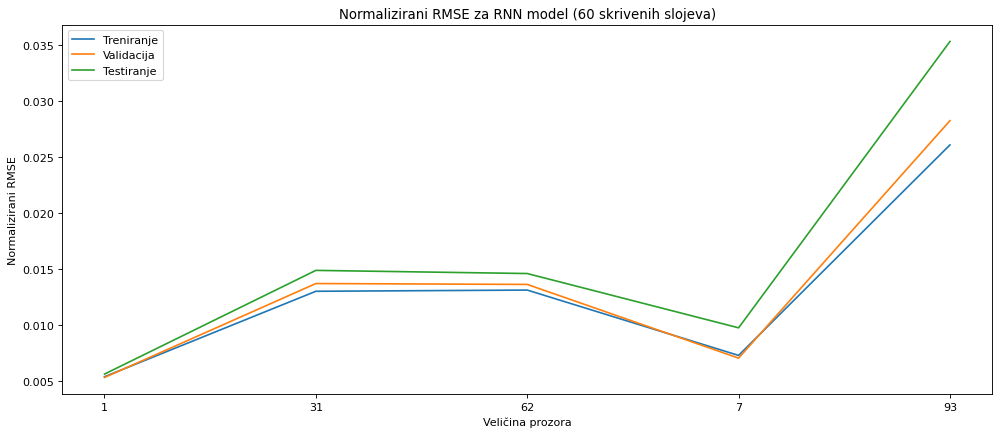 Normalizirani RMSE za RNN model (60 skrivenih slojeva)
Treniranje
Validacija
Testiranje
Normalizirani RMSE
0.035
0.030
0.025
0.020
0.015
0.010
0.005
1 31 62 7 93
Veličina prozora